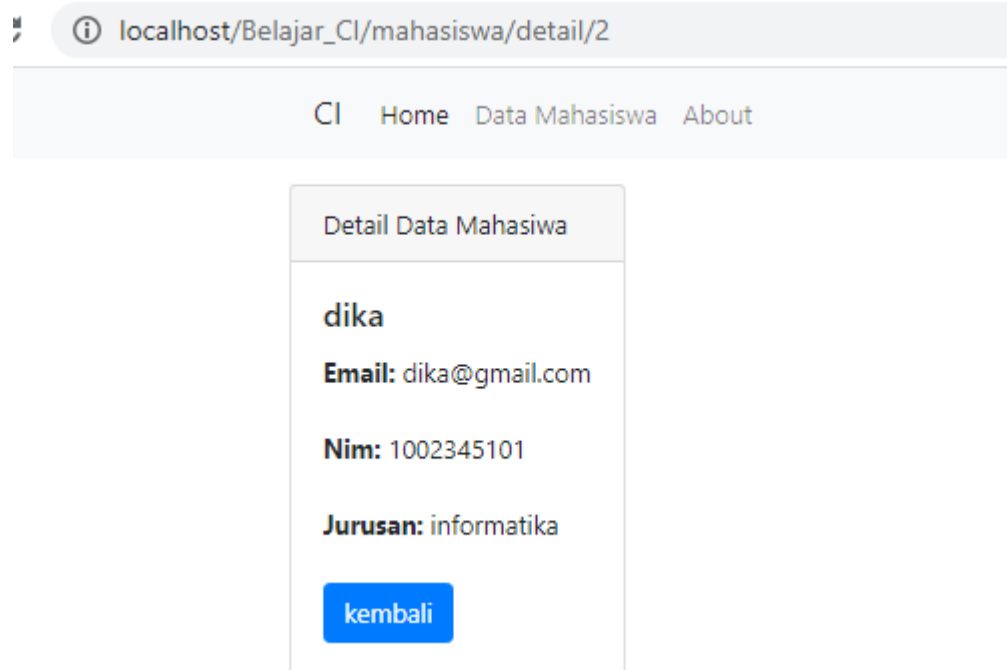 localhost/Belajar_CI/mahasiswa/detail/2
CI Home Data Mahasiswa About
Detail Data Mahasiwa
dika
Email: dika@gmail.com
Nim: 1002345101
Jurusan: informatika
kembali